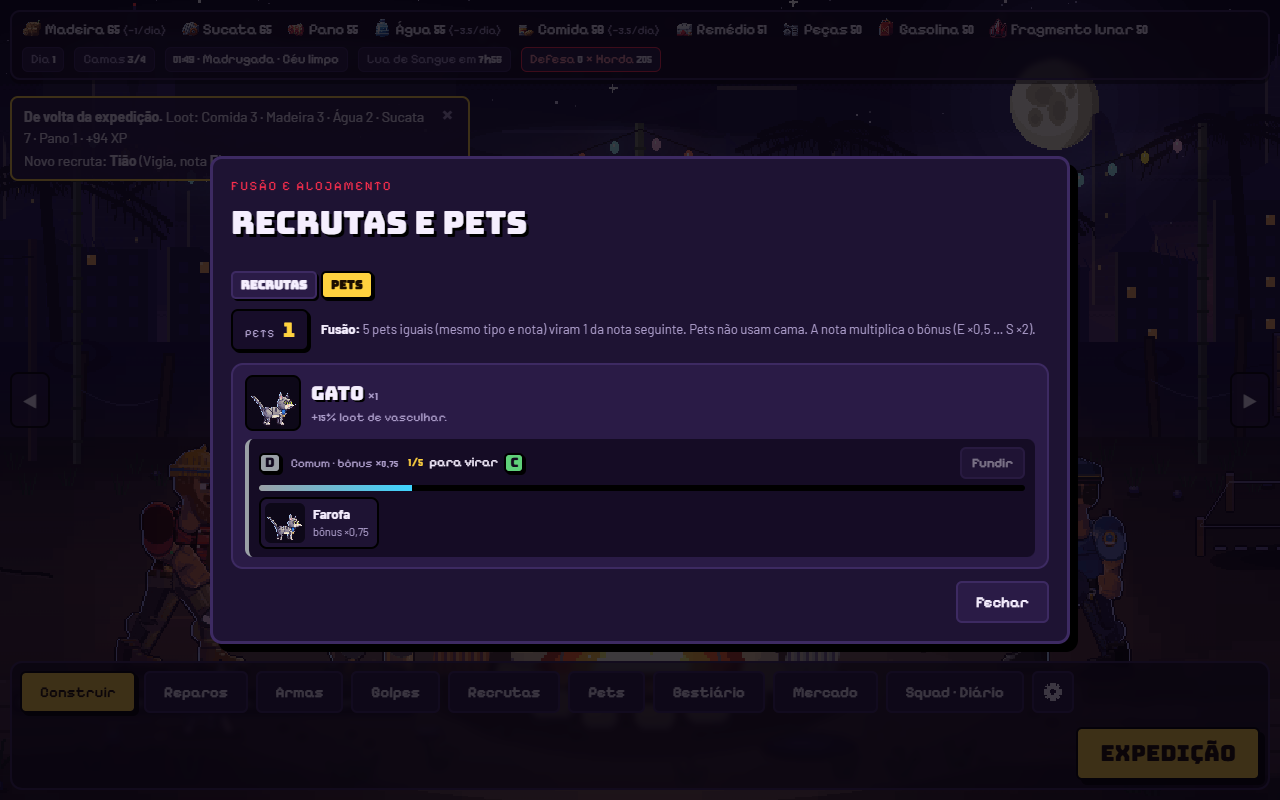 Madeira 65 (-1/dia) Sucata 65 Pano 55 Água 55 (-3.5/dia) Comida 58 (-3.5/dia) Remédio 51 Peças 50 Gasolina 50 Fragmento lunar 50
Dia 1 Camas 3/4 01:49 · Madrugada · Céu limpo Lua de Sangue em 7h58 Defesa 0 × Horda 205
De volta da expedição. Loot: Comida 3 · Madeira 3 · Água 2 · Sucata
7 · Pano 1 · +94 XP
Novo recruta: Tião (Vigia, nota
FUSÃO E ALOJAMENTO
RECRUTAS E PETS
RECRUTAS PETS
PETS 1 Fusão: 5 pets iguais (mesmo tipo e nota) viram 1 da nota seguinte. Pets não usam cama. A nota multiplica o bônus (E ×0,5 ... S ×2).
GATO ×1
+15% loot de vasculhar.
D Comum · bônus ×0,75 1/5 para virar C Fundir
Farofa
bônus ×0,75
Fechar
Construir Reparos Armas Golpes Recrutas Pets Bestiário Mercado Squad · Diário
EXPEDIÇÃO